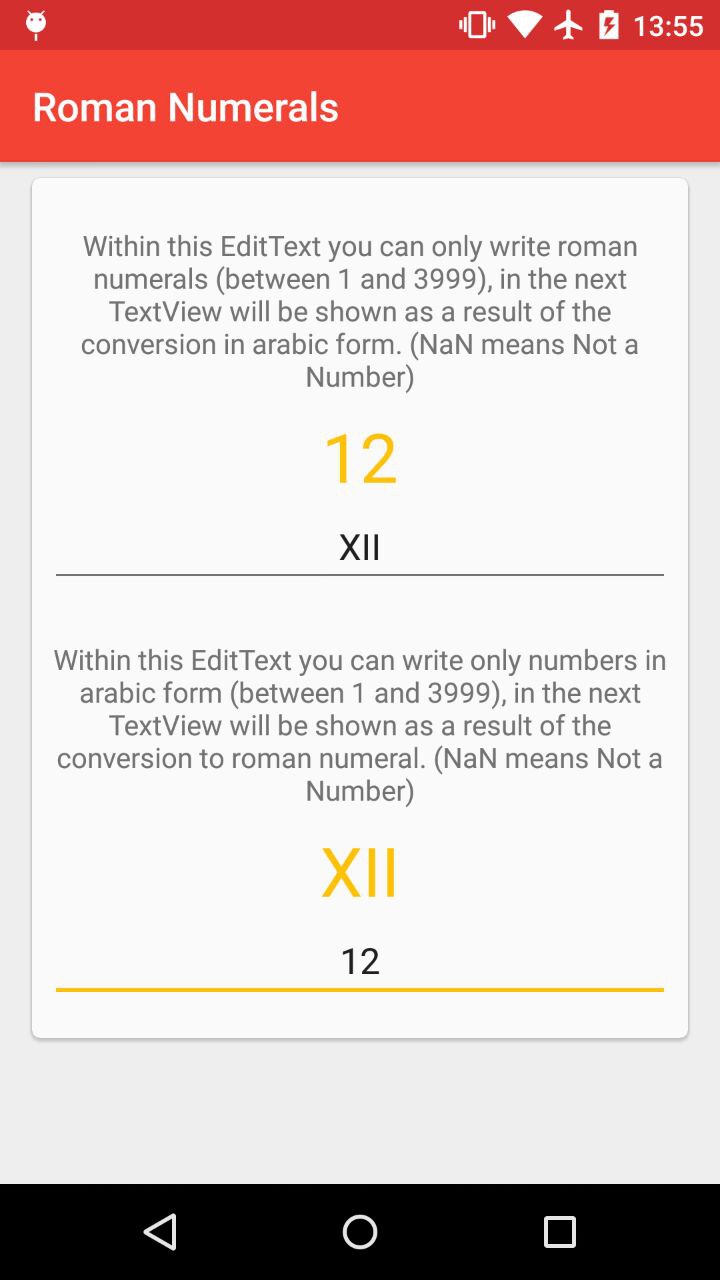 13:55
Roman Numerals
Within this EditText you can only write roman
numerals (between 1 and 3999), in the next
TextView will be shown as a result of the
conversion in arabic form. (NaN means Not a
Number)
12
XII
Within this EditText you can write only numbers in
arabic form (between 1 and 3999), in the next
TextView will be shown as a result of the
conversion to roman numeral. (NaN means Not a
Number)
XII
12